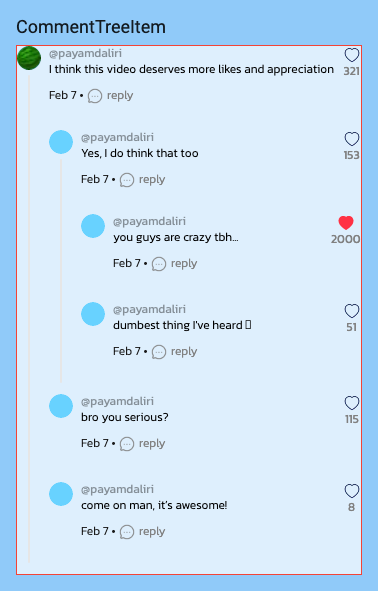 CommentTreeItem
@payamdaliri
I think this video deserves more likes and appreciation
321
Feb 7 • reply
@payamdaliri
Yes, I do think that too
153
Feb 7 • reply
@payamdaliri
you guys are crazy tbh...
2000
Feb 7 • reply
@payamdaliri
dumbest thing I've heard
51
Feb 7 • reply
@payamdaliri
bro you serious?
115
Feb 7 • reply
@payamdaliri
come on man, it's awesome!
8
Feb 7 • reply